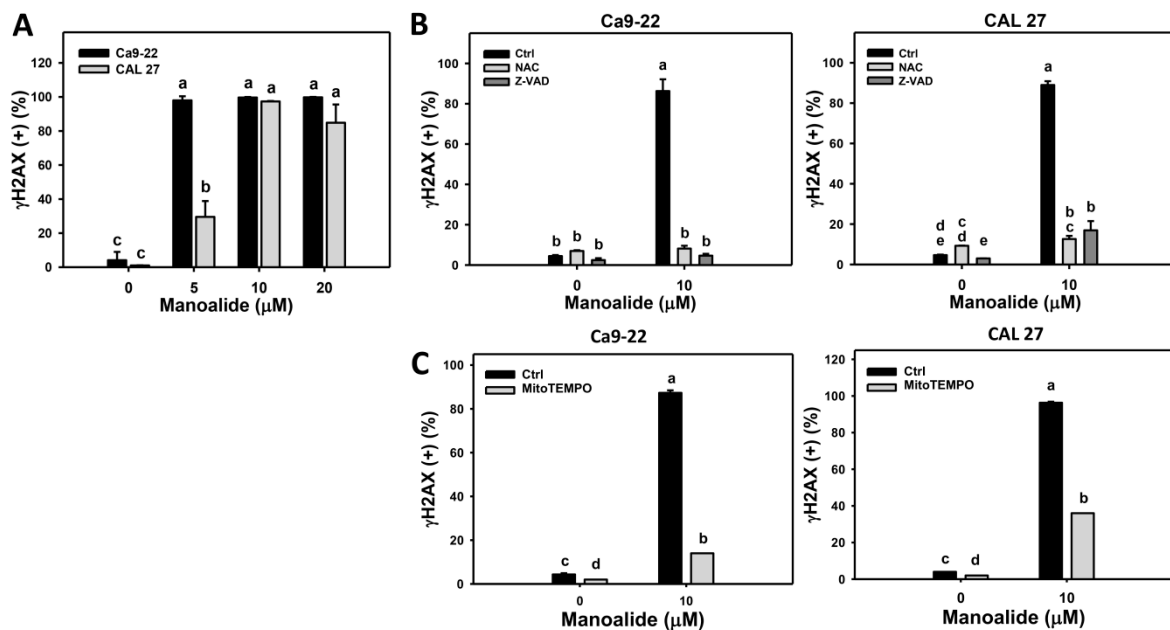 A
Ca9-22
CAL 27
γH2AX (+) (%)
120
100
80
60
40
20
0
c
c
a
b
a
a
a
a
0
5
10
20
Manoalide (μM)
B
Ca9-22
Ctrl
NAC
Z-VAD
γH2AX (+) (%)
100
80
60
40
20
0
b
b
b
a
b
b
0
10
Manoalide (μM)
CAL 27
Ctrl
NAC
Z-VAD
γH2AX (+) (%)
100
80
60
40
20
0
d
e
c
d
e
a
b
c
b
0
10
Manoalide (μM)
C
Ca9-22
Ctrl
MitoTEMPO
γH2AX (+) (%)
100
80
60
40
20
0
c
d
a
b
0
10
Manoalide (μM)
CAL 27
Ctrl
MitoTEMPO
γH2AX (+) (%)
120
100
80
60
40
20
0
c
d
a
b
0
10
Manoalide (μM)